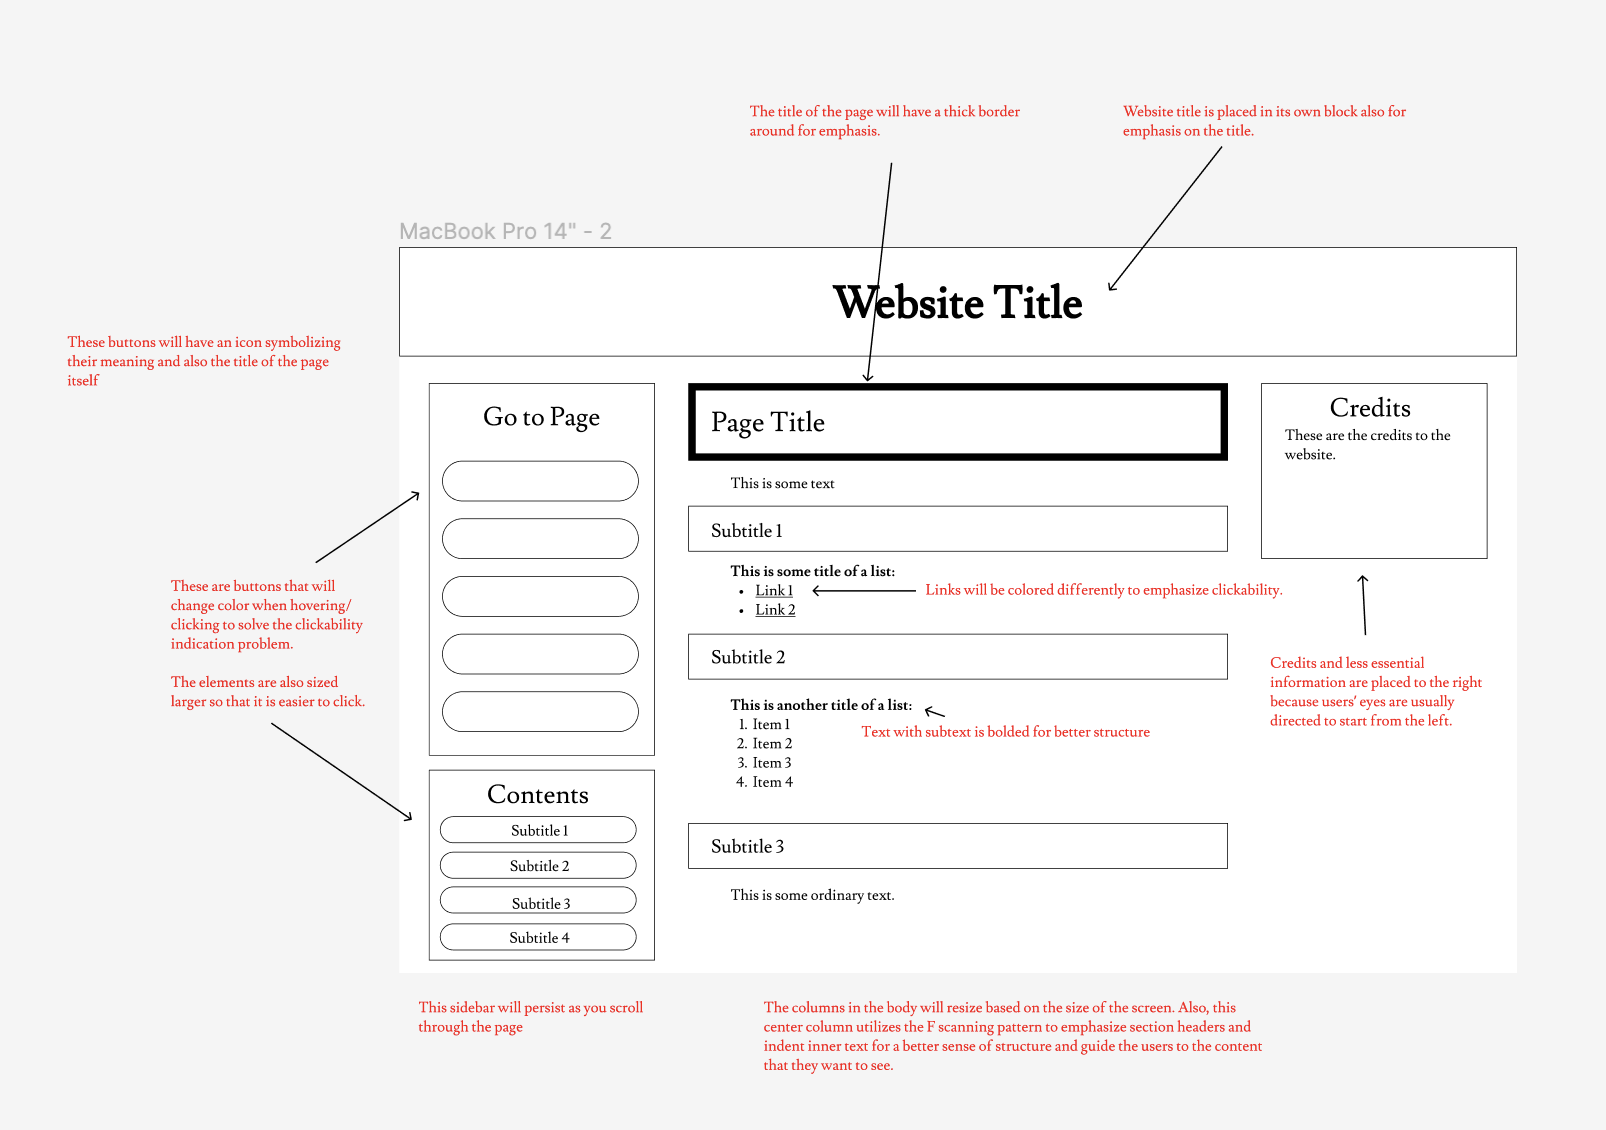 The title of the page will have a thick border
around for emphasis.
Website title is placed in its own block also for
emphasis on the title.
MacBook Pro 14" - 2
Website Title
These buttons will have an icon symbolizing
their meaning and also the title of the page
itself
Go to Page
These are buttons that will
change color when hovering/
clicking to solve the clickability
indication problem.
The elements are also sized
larger so that it is easier to click.
Contents
Subtitle 1
Subtitle 2
Subtitle 3
Subtitle 4
This sidebar will persist as you scroll
through the page
Page Title
This is some text
Subtitle 1
This is some title of a list:
• Link 1
• Link 2
Links will be colored differently to emphasize clickability.
Subtitle 2
This is another title of a list:
1. Item 1
2. Item 2
3. Item 3
4. Item 4
Text with subtext is bolded for better structure
Subtitle 3
This is some ordinary text.
The columns in the body will resize based on the size of the screen. Also, this
center column utilizes the F scanning pattern to emphasize section headers and
indent inner text for a better sense of structure and guide the users to the content
that they want to see.
Credits
These are the credits to the
website.
Credits and less essential
information are placed to the right
because users' eyes are usually
directed to start from the left.